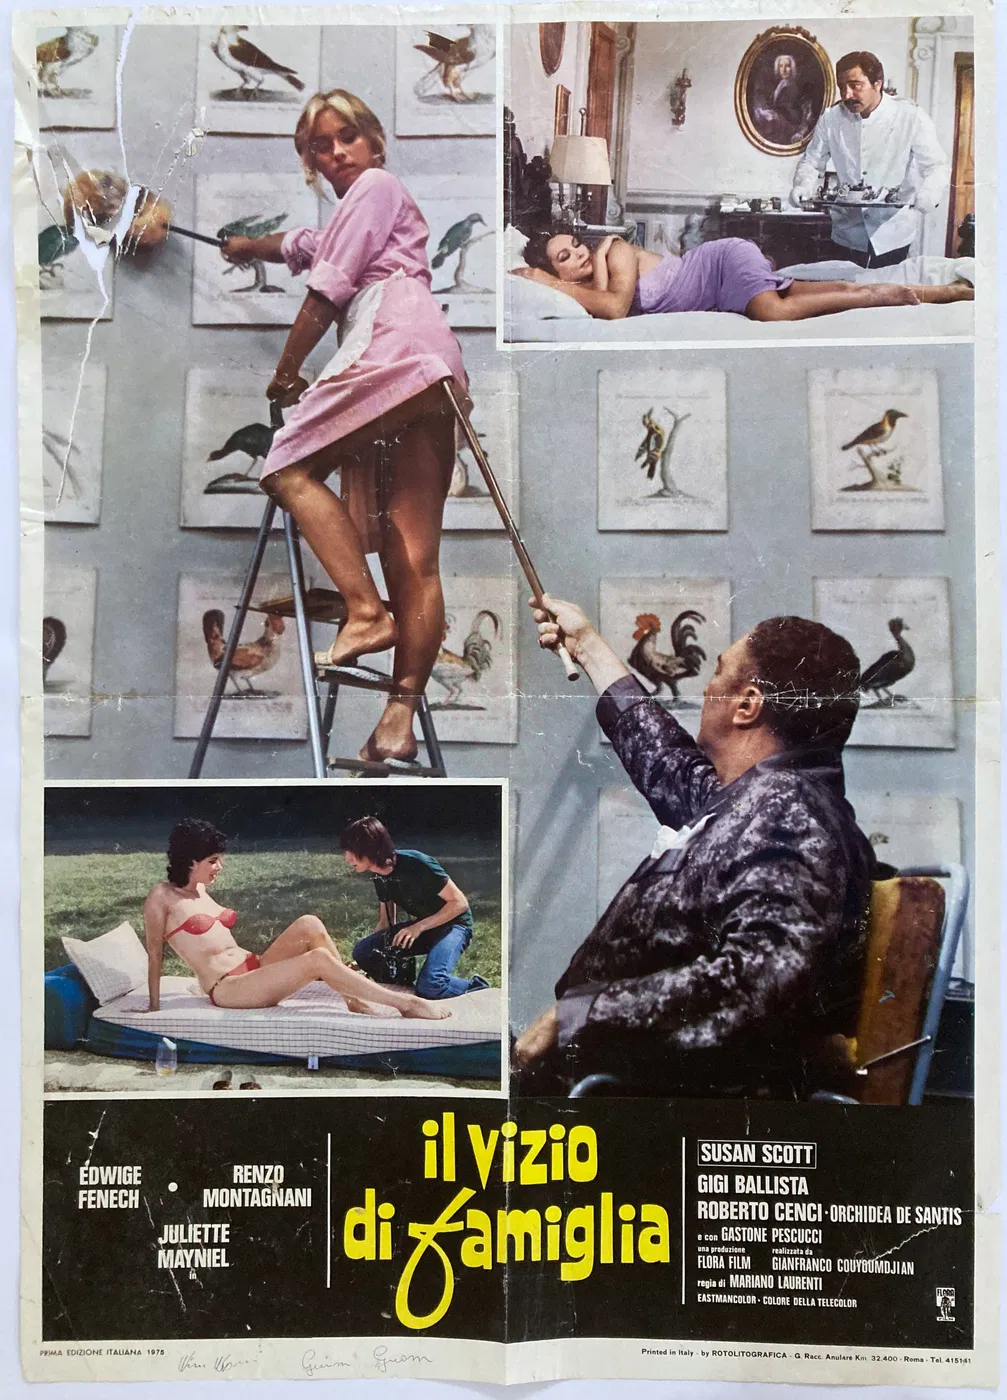 EDWIGE FENECH
RENZO MONTAGNANI
JULIETTE MAYNIEL
in
il vizio
di famiglia
SUSAN SCOTT
GIGI BALLISTA
ROBERTO CENCI · ORCHIDEA DE SANTIS
e con GASTONE PESCUCCI
una produzione FLORA FILM
realizzata da GIANFRANCO COUYOUMDJIAN
regia di MARIANO LAURENTI
EASTMANCOLOR · COLORE DELLA TELECOLOR
FLORA
PRIMA EDIZIONE ITALIANA 1975
Printed in Italy - by ROTOLITOGRAFICA - G. Racc. Anulare Km. 32,400 - Roma - Tel. 415141